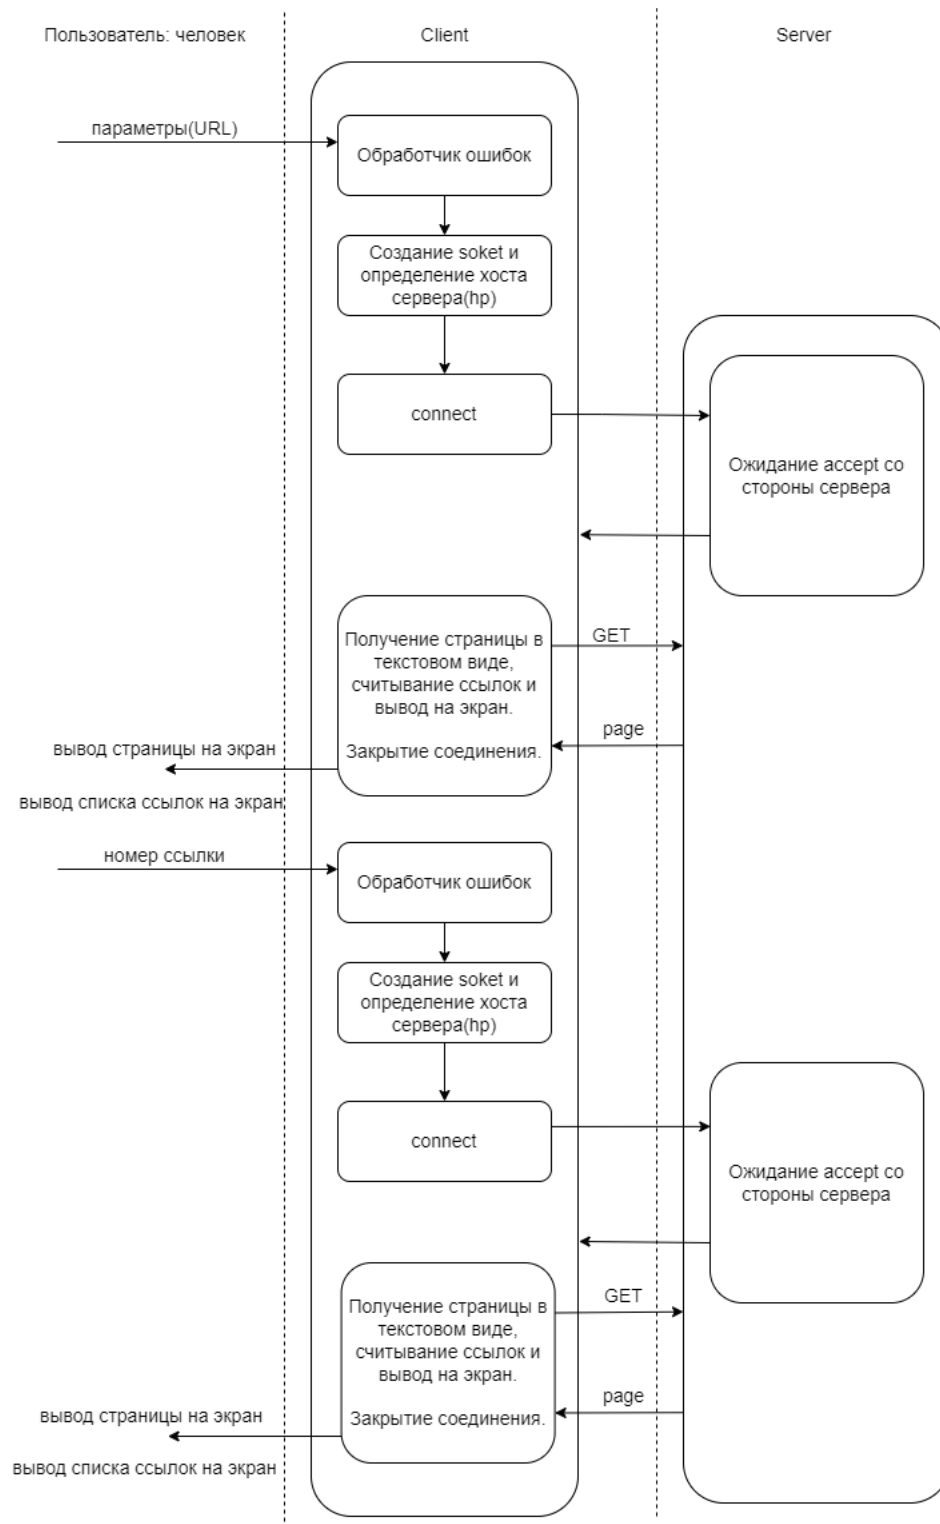 Пользователь: человек
Client
Server
параметры(URL)
Обработчик ошибок
Создание soket и
определение хоста
сервера(hp)
connect
Ожидание accept со
стороны сервера
Получение страницы в
текстовом виде,
считывание ссылок и
вывод на экран.
Закрытие соединения.
GET
page
вывод страницы на экран
вывод списка ссылок на экран
номер ссылки
Обработчик ошибок
Создание soket и
определение хоста
сервера(hp)
connect
Ожидание accept со
стороны сервера
Получение страницы в
текстовом виде,
считывание ссылок и
вывод на экран.
Закрытие соединения.
GET
page
вывод страницы на экран
вывод списка ссылок на экран